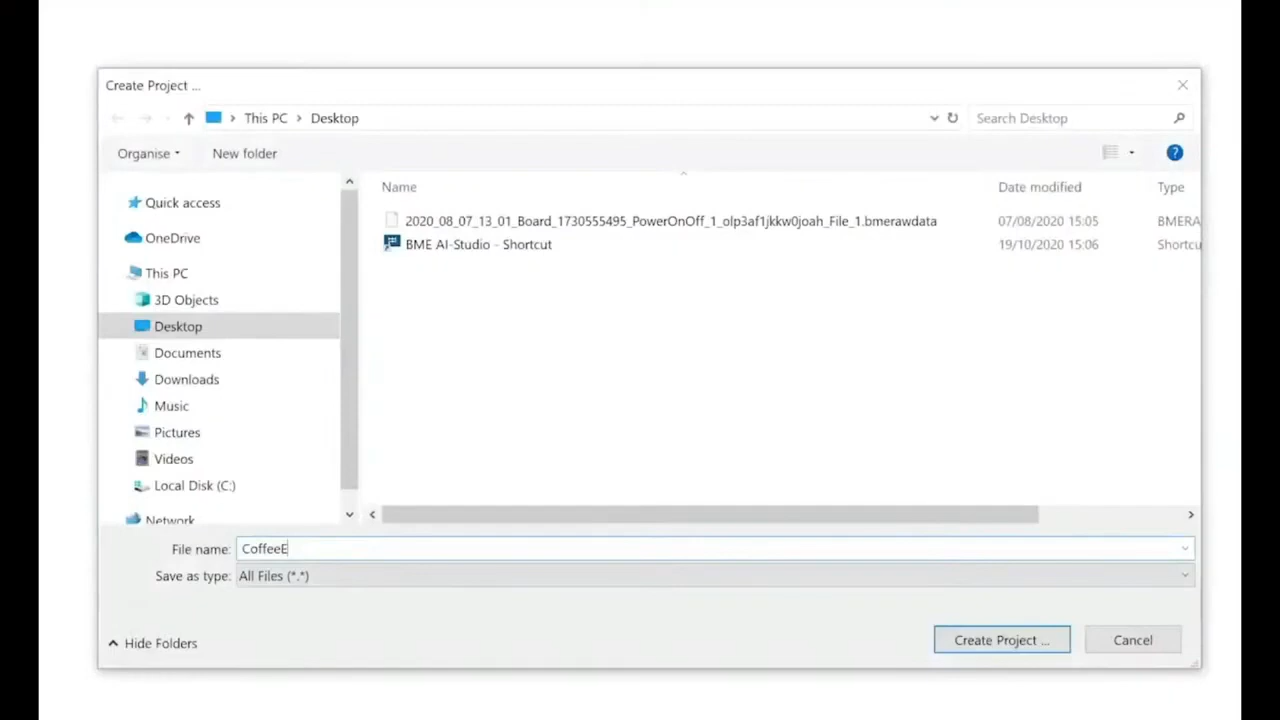 Create Project ...
This PC > Desktop
Search Desktop
Organise
New folder
?
Name
Date modified
Type
2020_08_07_13_01_Board_1730555495_PowerOnOff_1_olp3af1jkkw0joah_File_1.bmerawdata
07/08/2020 15:05
BMERA
BME AI-Studio - Shortcut
19/10/2020 15:06
Shortcu
Quick access
OneDrive
This PC
3D Objects
Desktop
Documents
Downloads
Music
Pictures
Videos
Local Disk (C:)
Network
File name: CoffeeE
Save as type: All Files (*.*)
Hide Folders
Create Project ...
Cancel